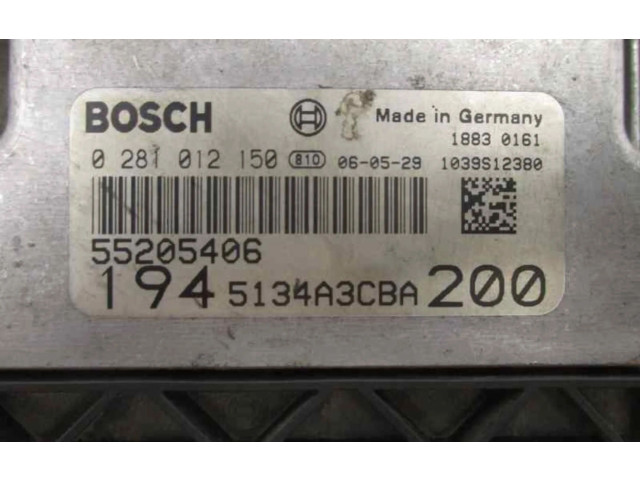 BOSCH Made in Germany
1883 0161
0 281 012 150 810 06-05-29 1039S12380
55205406
194 5134A3CBA 200